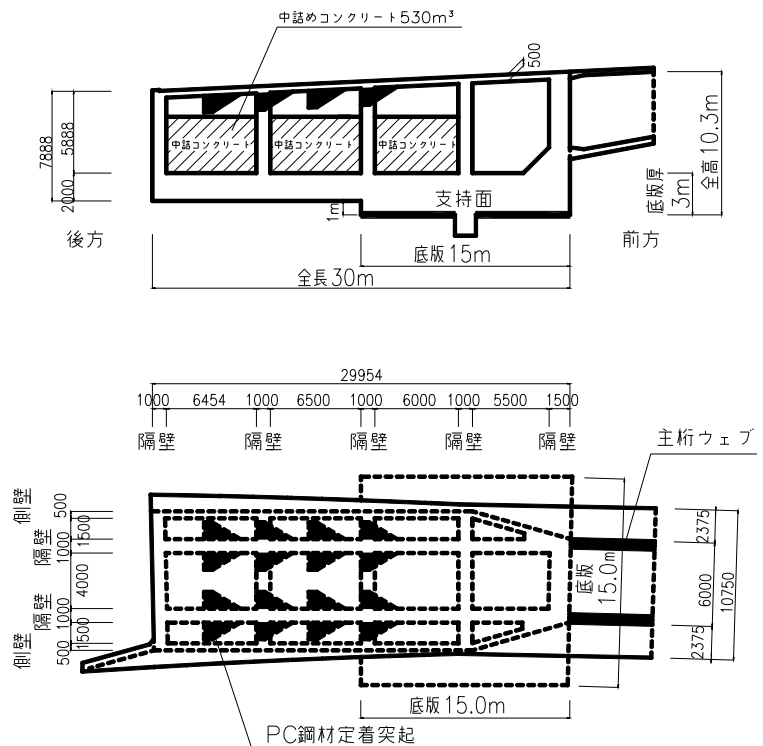 中詰めコンクリート530m³
500
7888
5888
2000
中詰コンクリート
中詰コンクリート
中詰コンクリート
全高10.3m
底版厚
3m
1m
支持面
後方
前方
底版15m
全長30m
29954
1000 6454 1000 6500 1000 6000 1000 5500 1500
隔壁 隔壁 隔壁 隔壁 隔壁
主桁ウェブ
側壁
隔壁
隔壁
側壁
500
1500
1000
4000
1000
1500
500
底版
15.0m
2375
6000
2375
10750
底版15.0m
PC鋼材定着突起